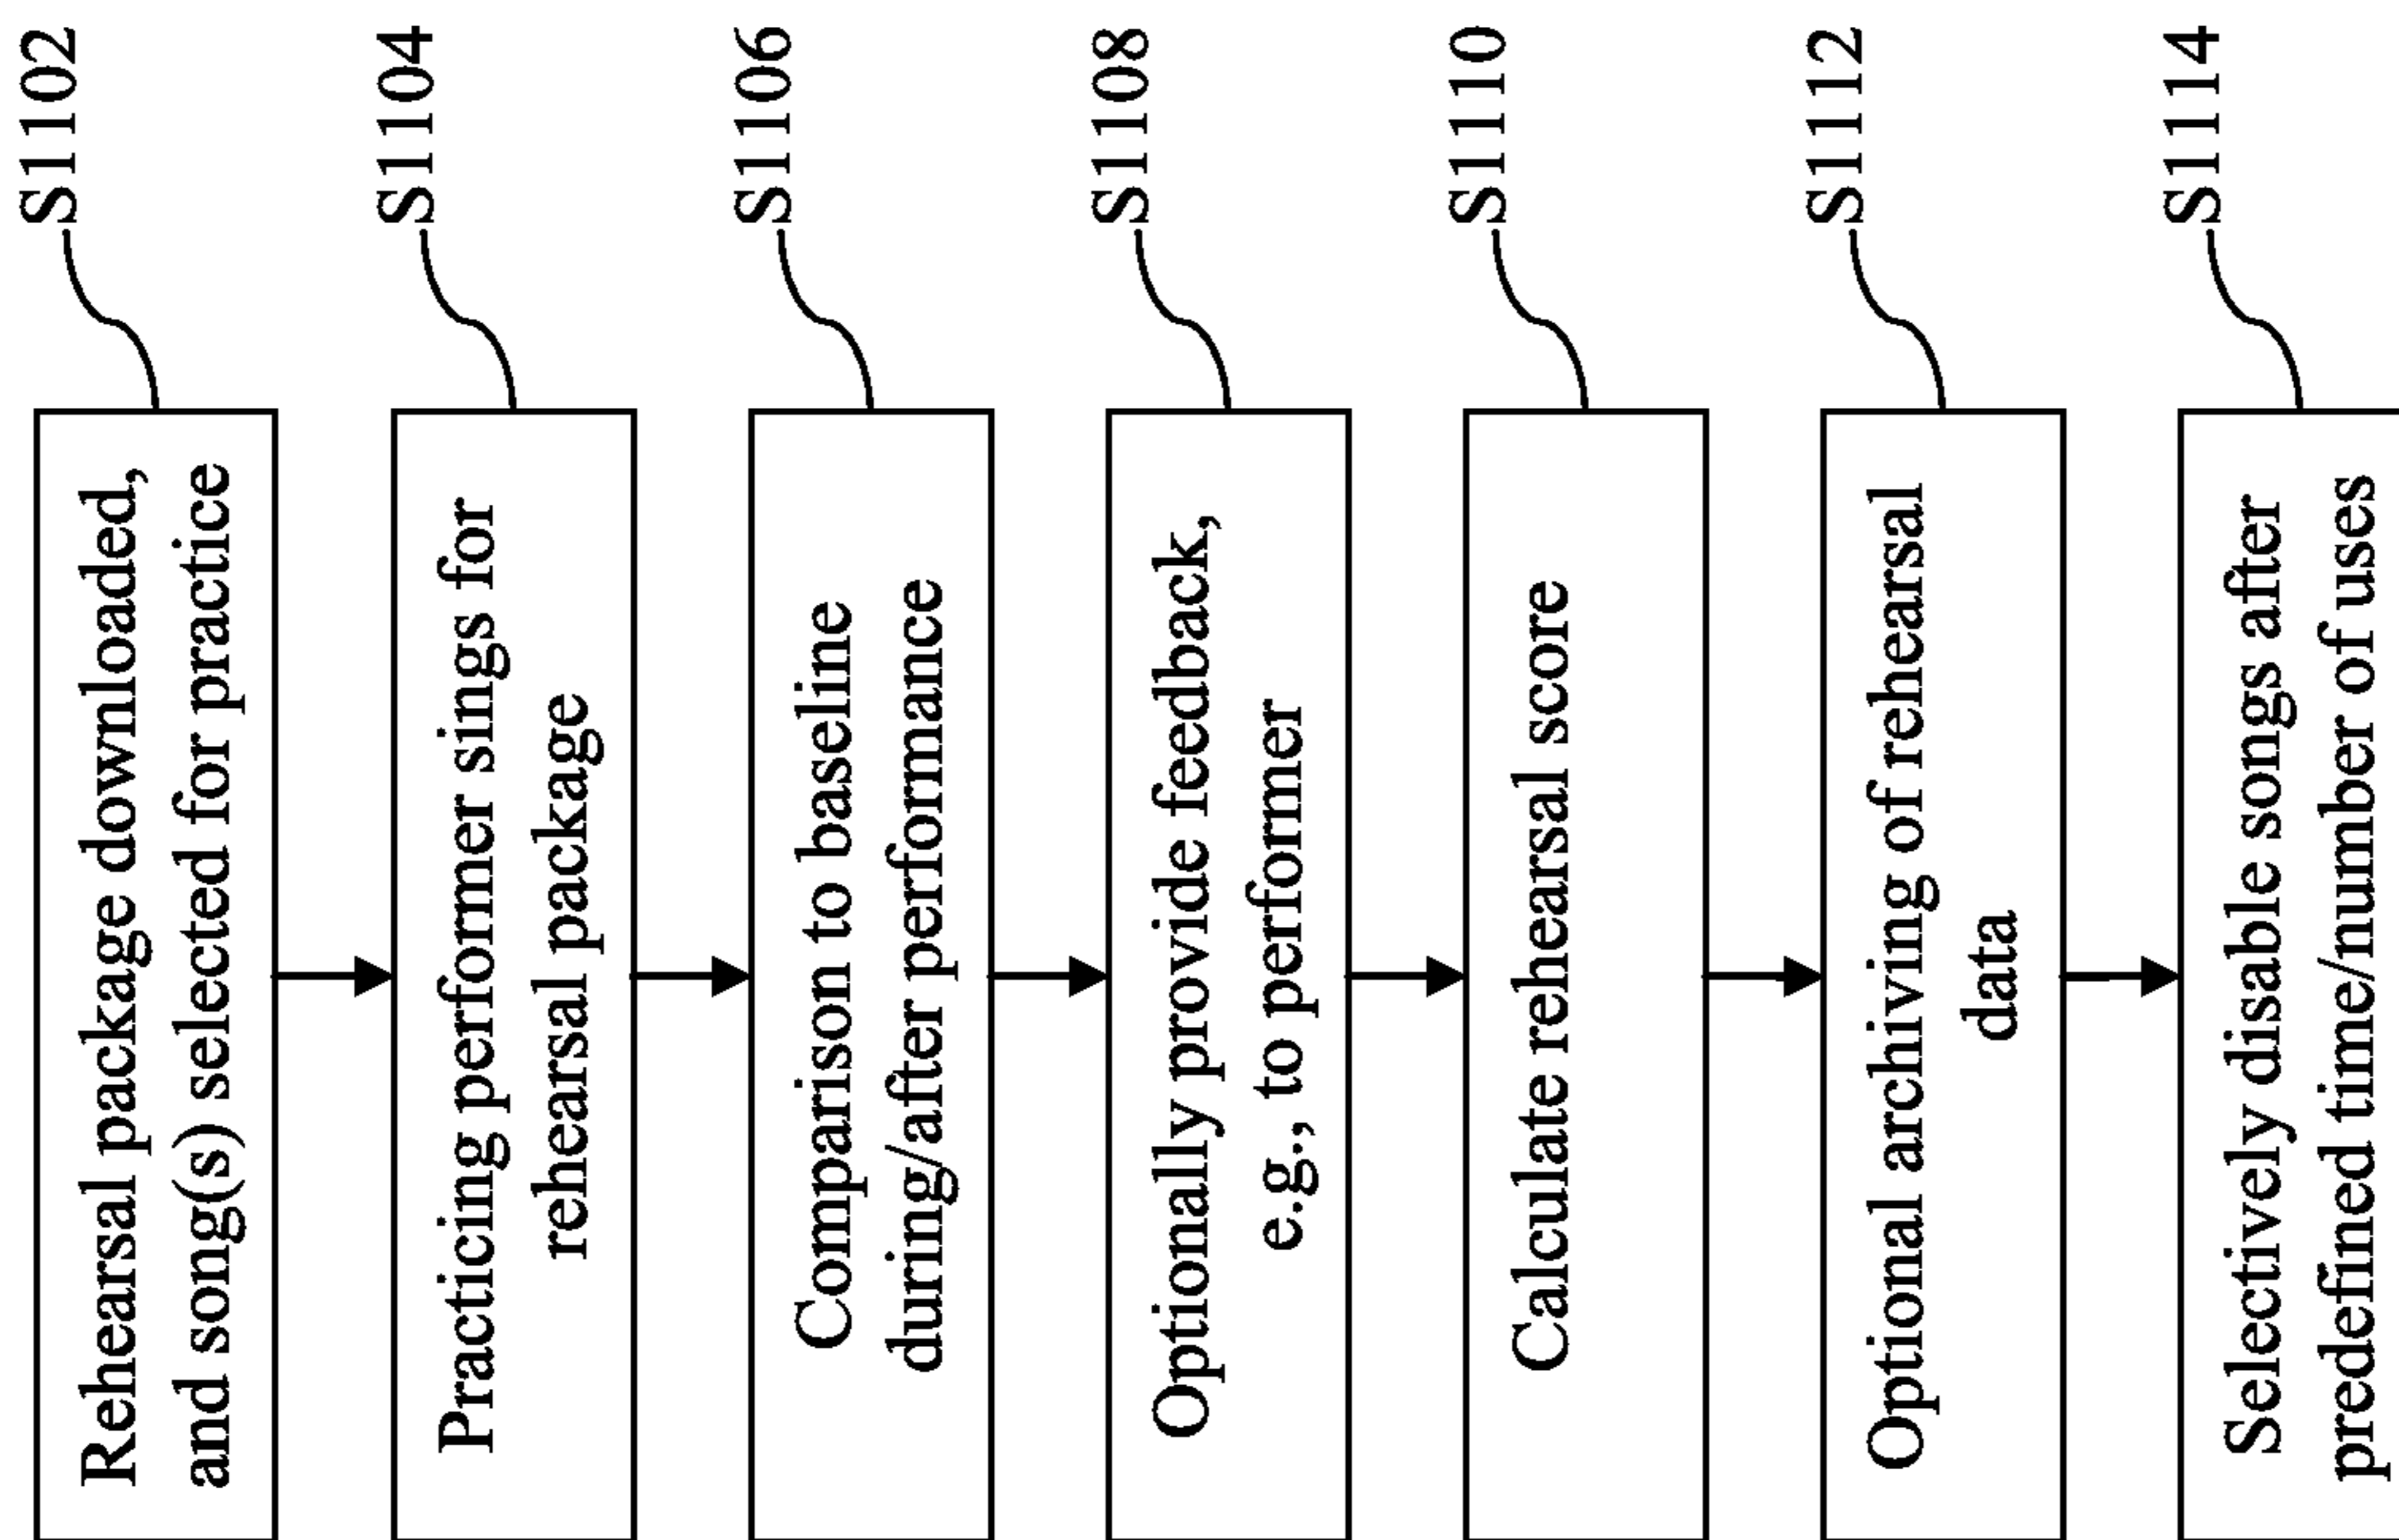 Rehearsal package downloaded,
and song(s) selected for practice
S1102
Practicing performer sings for
rehearsal package
S1104
Comparison to baseline
during/after performance
S1106
Optionally provide feedback,
e.g., to performer
S1108
Calculate rehearsal score
S1110
Optional archiving of rehearsal
data
S1112
Selectively disable songs after
predefined time/number of uses
S1114